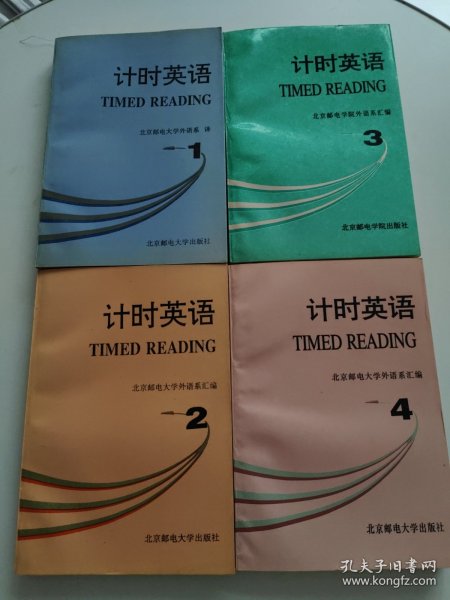 计时英语
TIMED READING
北京邮电大学外语系 译
1
北京邮电大学出版社
计时英语
TIMED READING
北京邮电学院外语系汇编
3
北京邮电学院出版社
计时英语
TIMED READING
北京邮电大学外语系汇编
2
北京邮电大学出版社
计时英语
TIMED READING
北京邮电大学外语系汇编
4
北京邮电大学出版社
孔夫子旧书网
www.kongfz.com